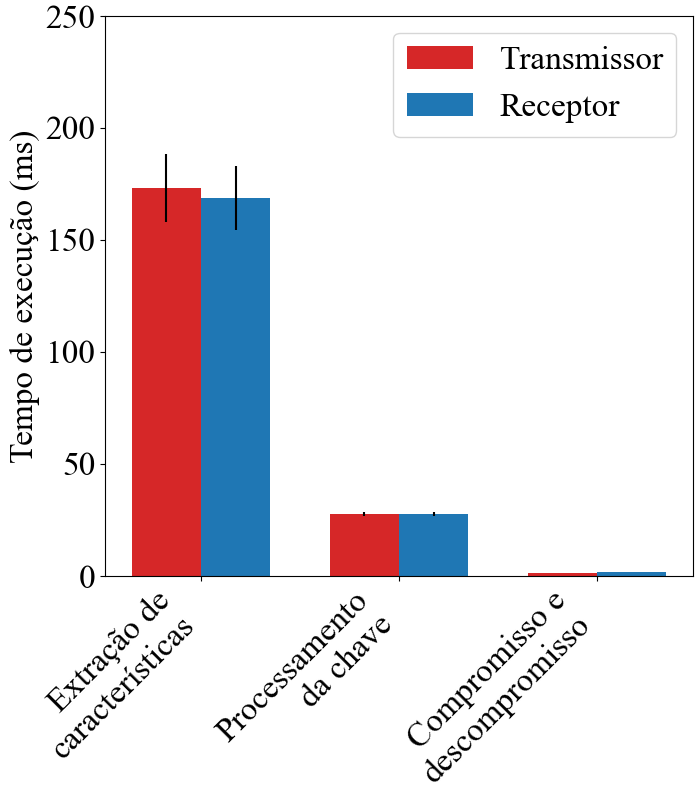 Tempo de execução (ms)
250
200
150
100
50
0
Transmissor
Receptor
Extração de
características
Processamento
da chave
Compromisso e
descompromisso